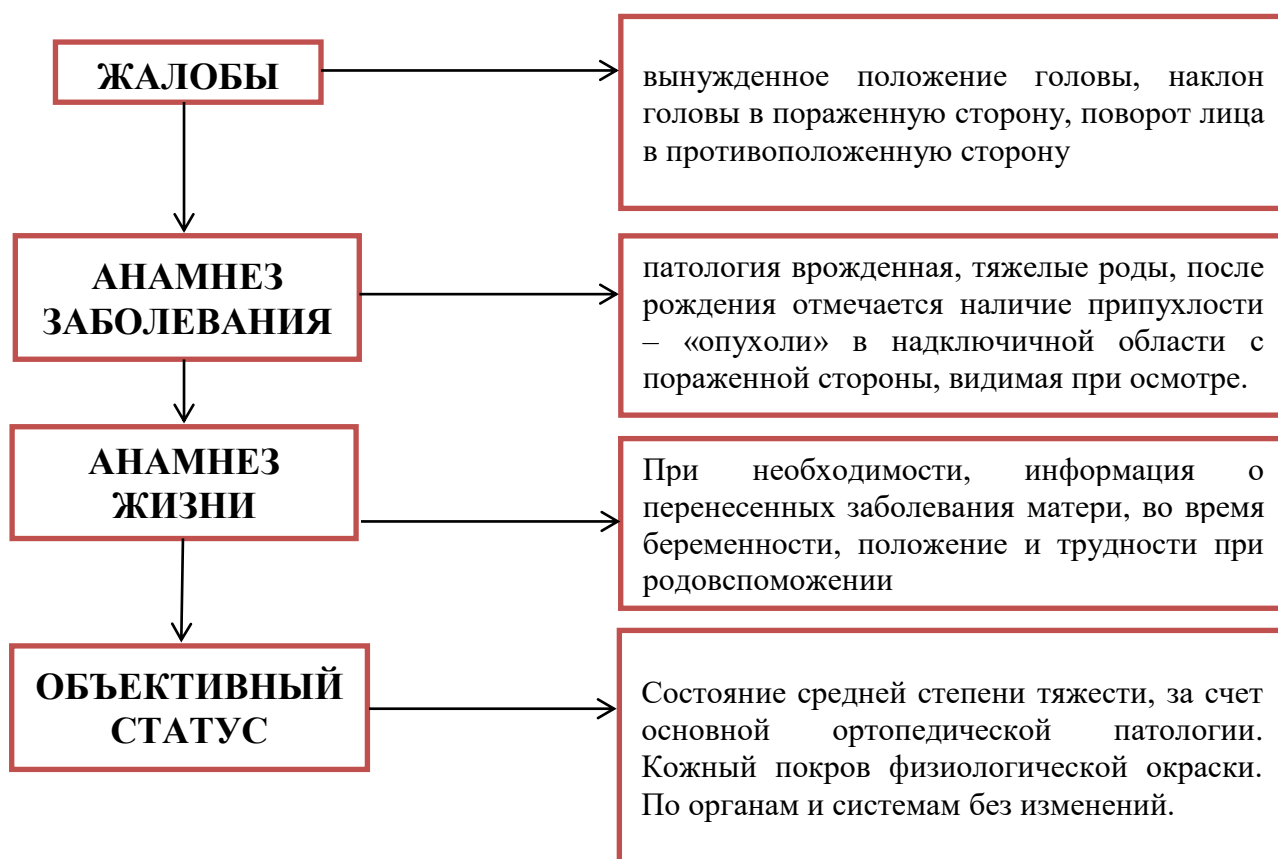 ЖАЛОБЫ
вынужденное положение головы, наклон
головы в пораженную сторону, поворот лица
в противоположенную сторону
АНАМНЕЗ
ЗАБОЛЕВАНИЯ
патология врожденная, тяжелые роды, после
рождения отмечается наличие припухлости
– «опухоли» в надключичной области с
пораженной стороны, видимая при осмотре.
АНАМНЕЗ
ЖИЗНИ
При необходимости, информация о
перенесенных заболевания матери, во время
беременности, положение и трудности при
родовспоможении
ОБЪЕКТИВНЫЙ
СТАТУС
Состояние средней степени тяжести, за счет
основной ортопедической патологии.
Кожный покров физиологической окраски.
По органам и системам без изменений.